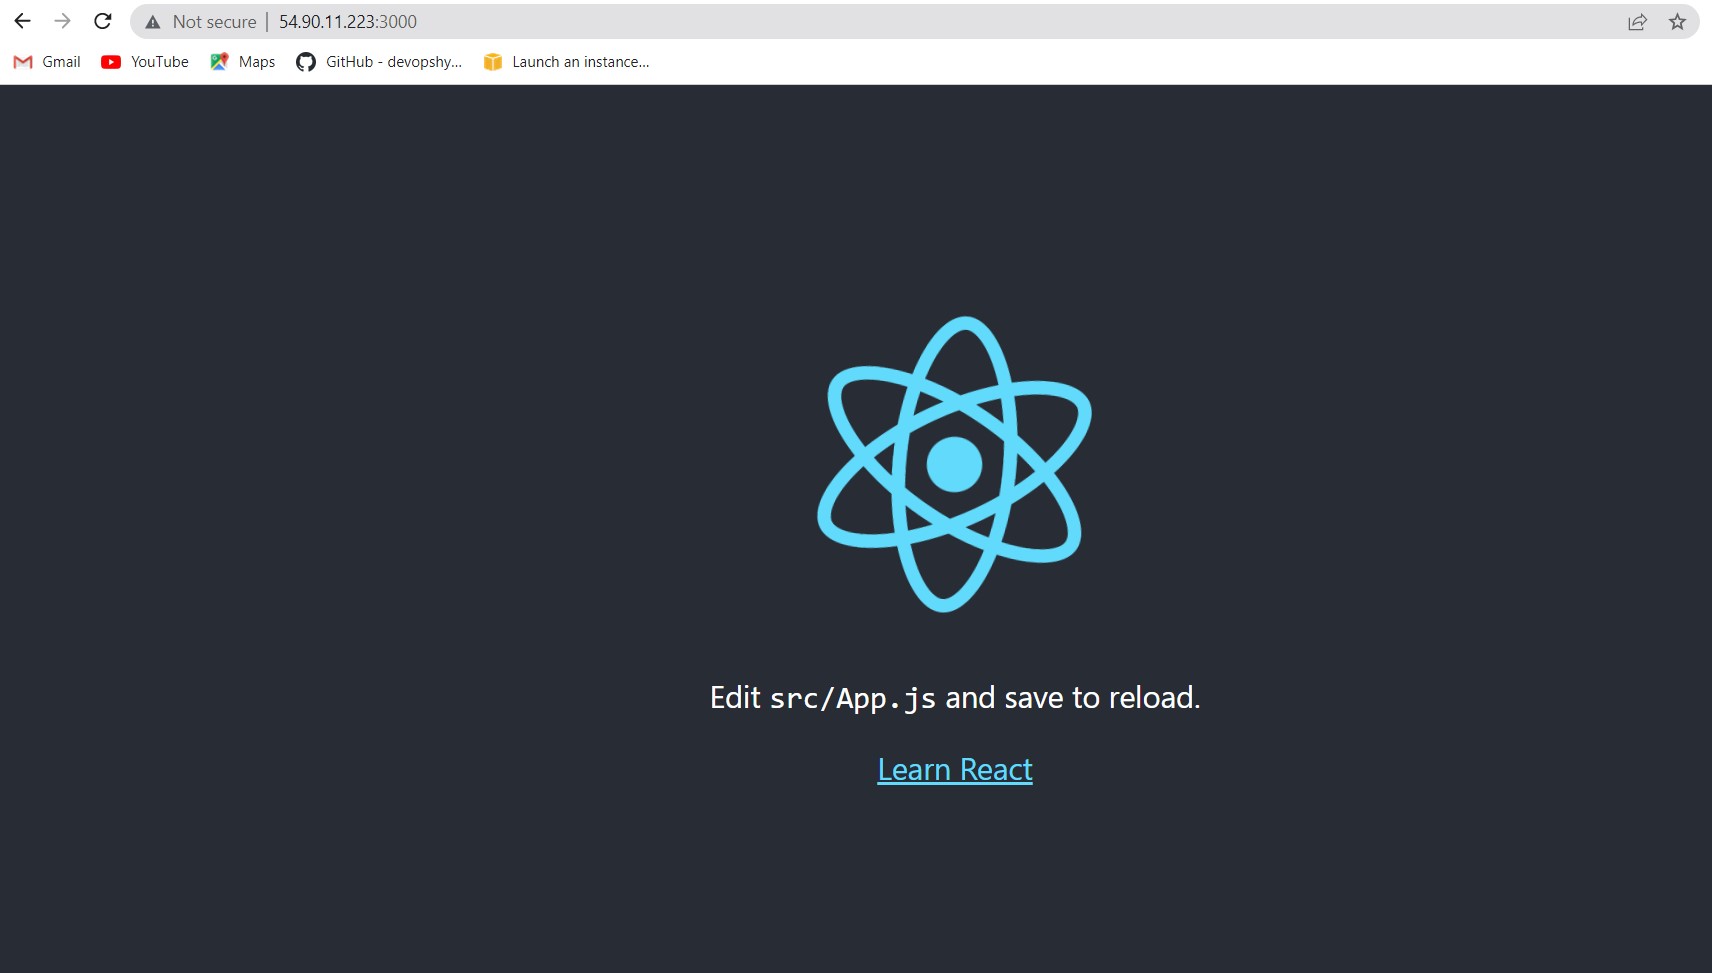 Not secure | 54.90.11.223:3000
Gmail YouTube Maps GitHub - devopshy... Launch an instance...
Edit src/App.js and save to reload.
Learn React